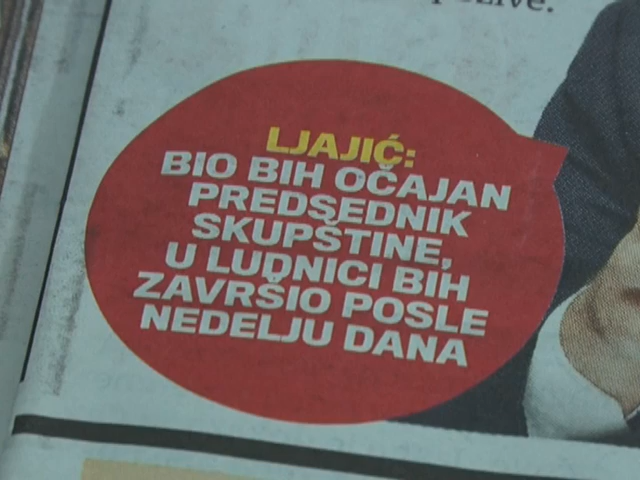 LJAJIĆ:
BIO BIH OČAJAN
PREDSEDNIK
SKUPŠTINE,
U LUDNICI BIH
ZAVRŠIO POSLE
NEDELJU DANA